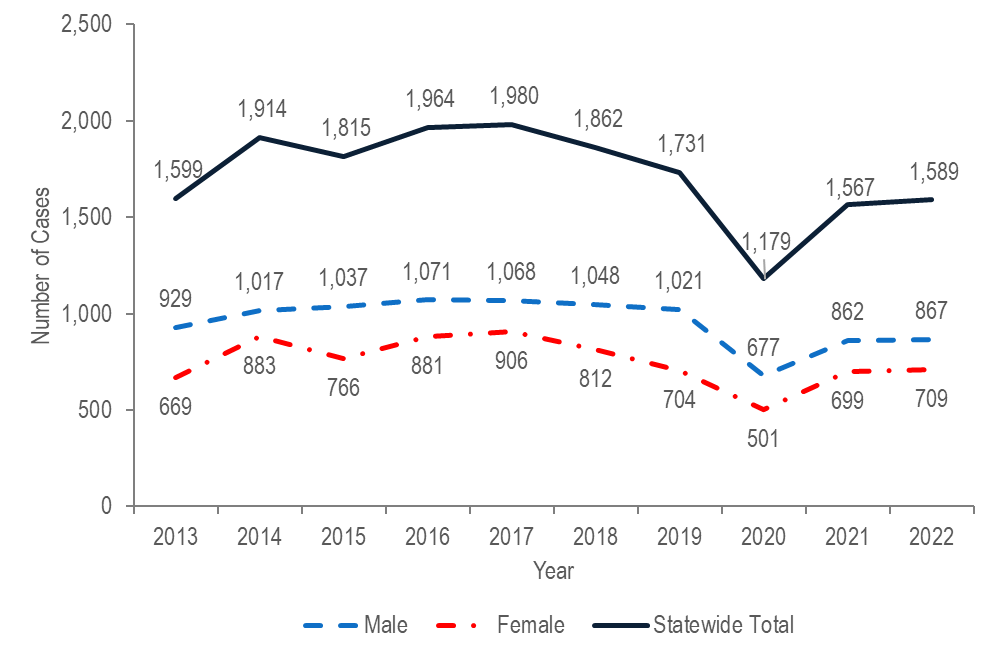 2,500
2,000
1,500
1,000
500
0
Number of Cases
1,599 1,914 1,815 1,964 1,980 1,862 1,731 1,179 1,567 1,589
929 1,017 1,037 1,071 1,068 1,048 1,021 677 862 867
669 883 766 881 906 812 704 501 699 709
2013 2014 2015 2016 2017 2018 2019 2020 2021 2022
Year
Male Female Statewide Total